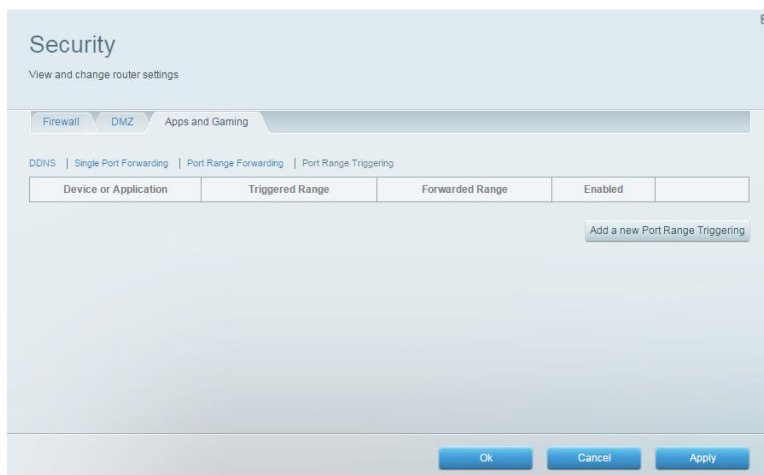 Security
View and change router settings
Firewall DMZ Apps and Gaming
DDNS | Single Port Forwarding | Port Range Forwarding | Port Range Triggering
Device or Application Triggered Range Forwarded Range Enabled
Add a new Port Range Triggering
Ok Cancel Apply